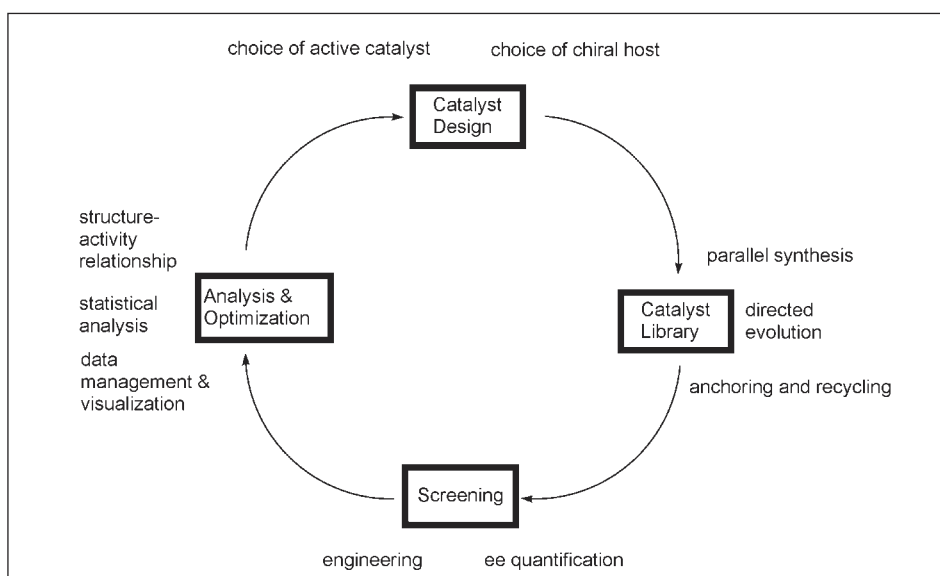 choice of active catalyst
choice of chiral host
Catalyst
Design
structure-
activity
relationship
parallel synthesis
statistical
analysis
Analysis &
Optimization
Catalyst
Library
directed
evolution
data
management &
visualization
anchoring and recycling
Screening
engineering
ee quantification